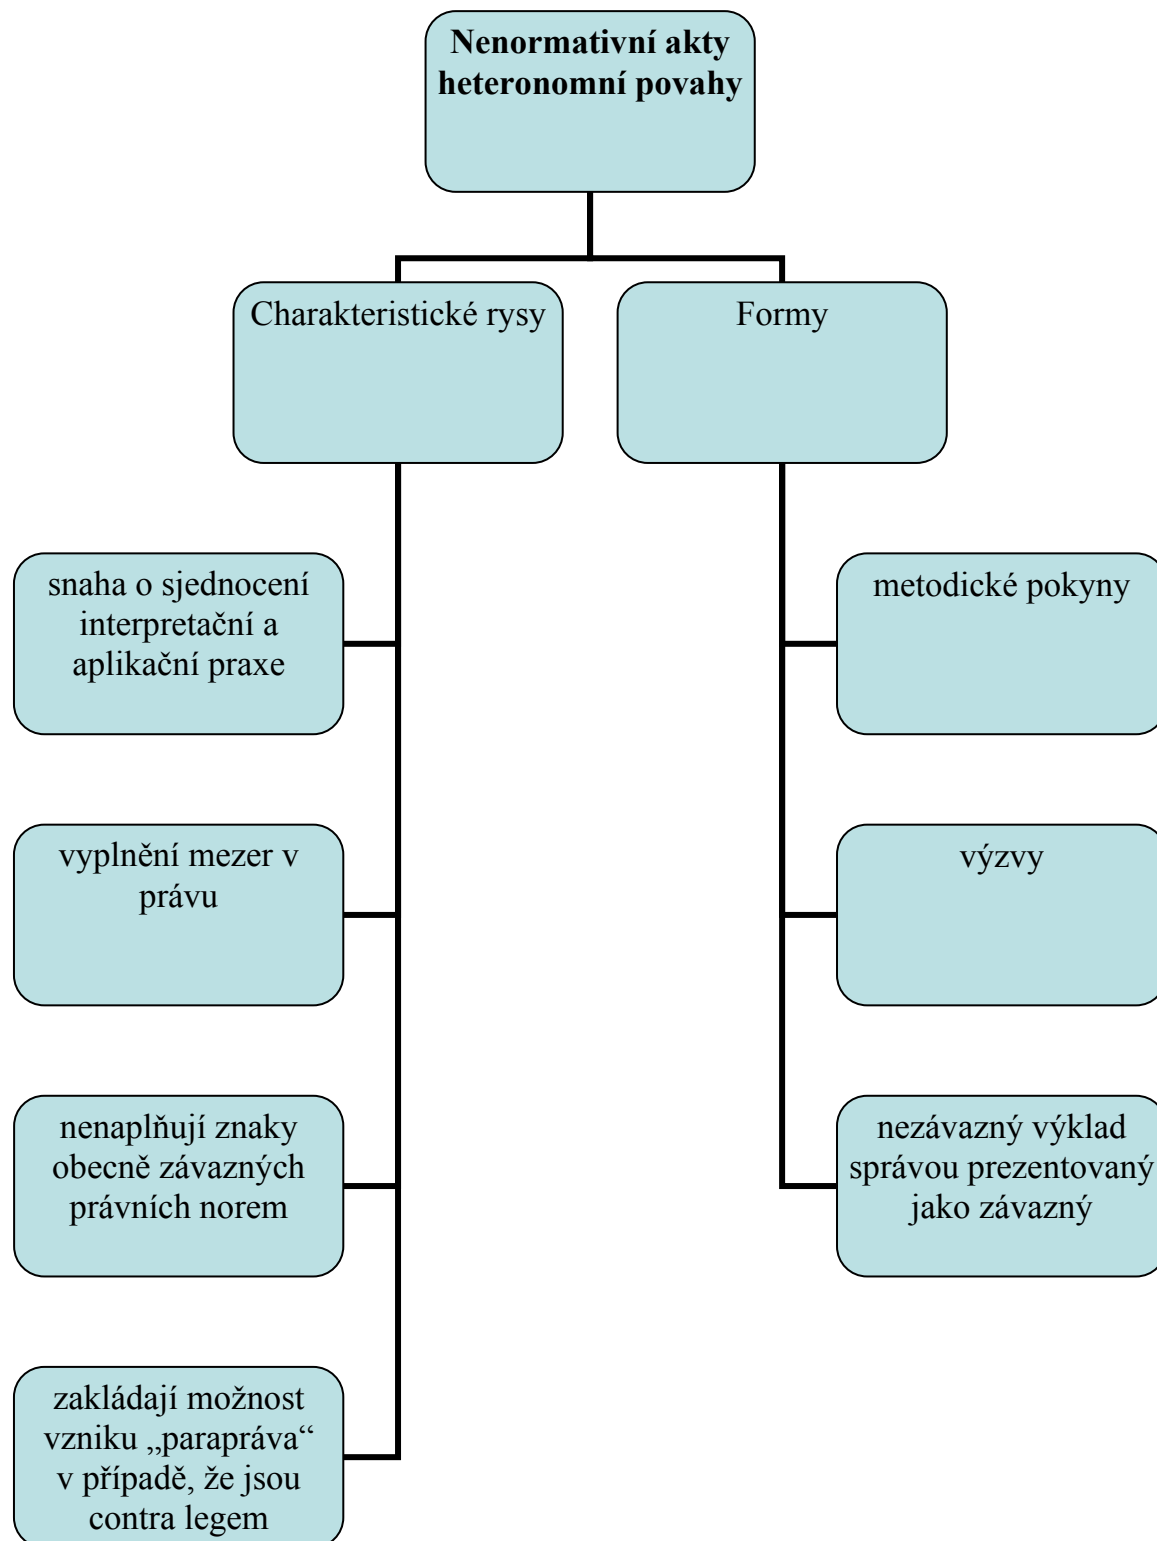 Nenormativní akty
heteronomní povahy
Charakteristické rysy
Formy
snaha o sjednocení
interpretační a
aplikační praxe
metodické pokyny
vyplnění mezer v
právu
výzvy
nenaplňují znaky
obecně závazných
právních norem
nezávazný výklad
správou prezentovaný
jako závazný
zakládají možnost
vzniku „parapráva“
v případě, že jsou
contra legem